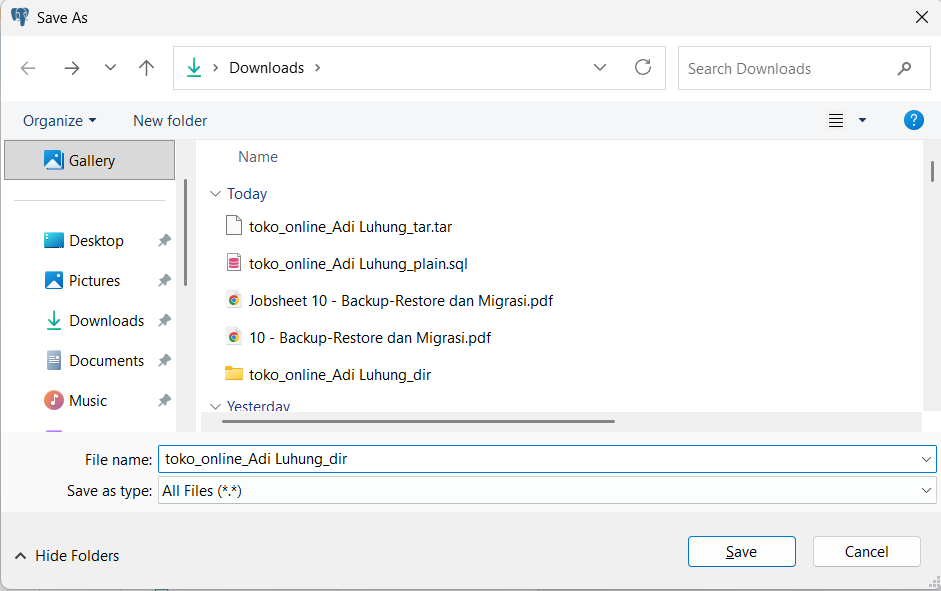 Save As
Downloads
Search Downloads
Organize
New folder
?
Gallery
Desktop
Pictures
Downloads
Documents
Music
Name
Today
toko_online_Adi Luhung_tar.tar
toko_online_Adi Luhung_plain.sql
Jobsheet 10 - Backup-Restore dan Migrasi.pdf
10 - Backup-Restore dan Migrasi.pdf
toko_online_Adi Luhung_dir
Yesterday
File name: toko_online_Adi Luhung_dir
Save as type: All Files (*.*)
Hide Folders
Save
Cancel